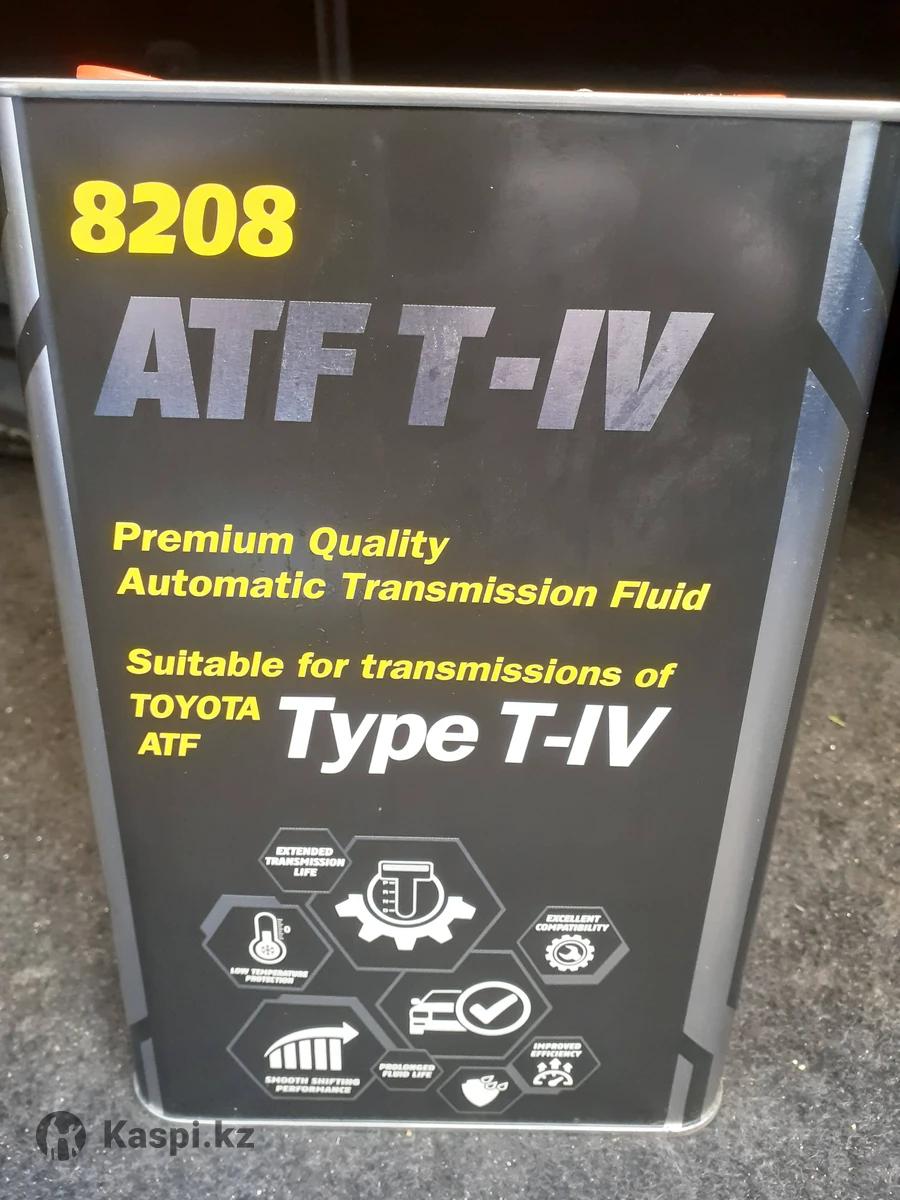 8208
ATF T-IV
Premium Quality
Automatic Transmission Fluid
Suitable for transmissions of
TOYOTA
ATF
Type T-IV
EXTENDED
TRANSMISSION
LIFE
EXCELLENT
COMPATIBILITY
LOW TEMPERATURE
PROTECTION
IMPROVED
EFFICIENCY
PROLONGED
FLUID LIFE
SMOOTH SHIFTING
PERFORMANCE
Kaspi.kz